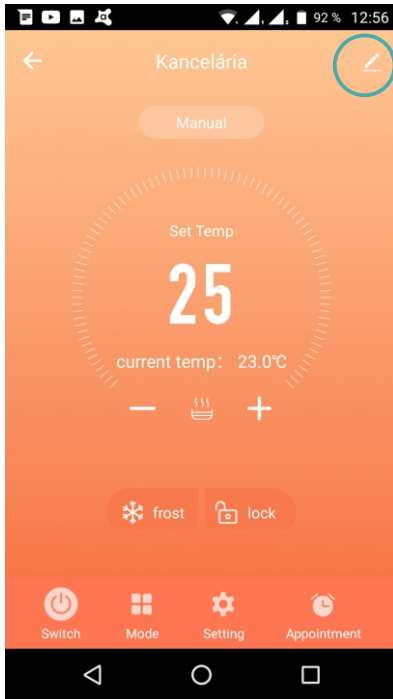 92 % 12:56
Kancelária
Manual
Set Temp
25
current temp: 23.0℃
frost lock
Switch Mode Setting Appointment